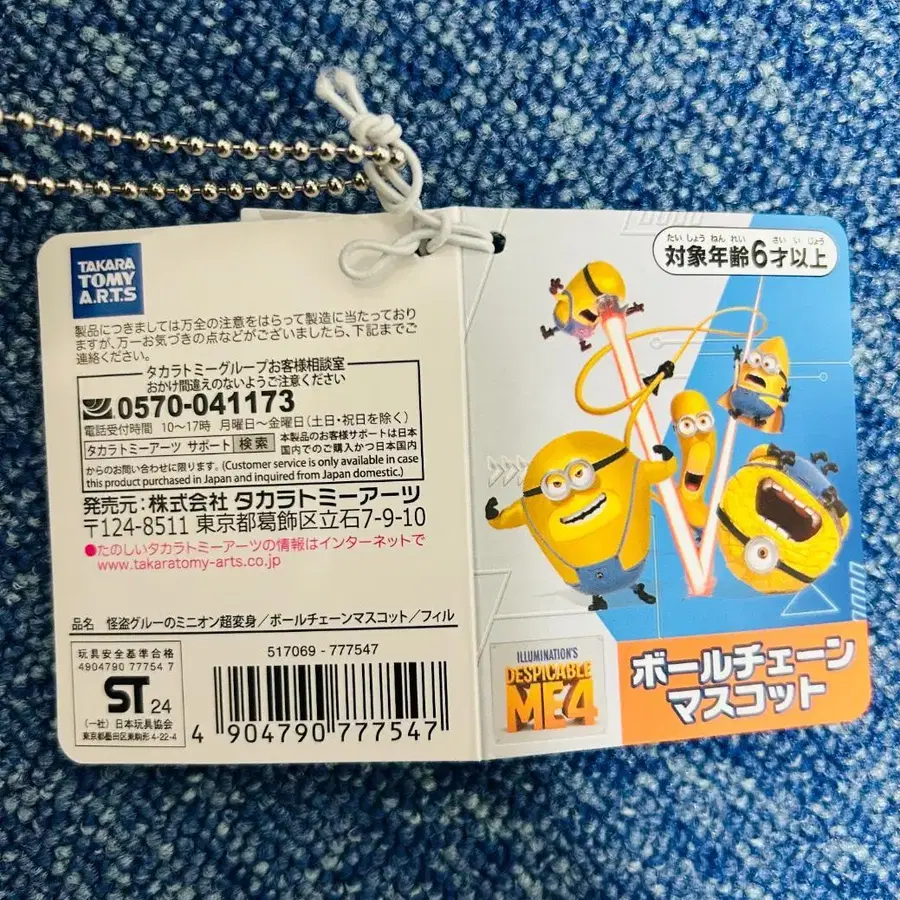 TAKARA
TOMY
A.R.T.S
製品につきましては万全の注意をはらって製造に当たっており
ますが、万一お気づきの点などがございましたら、下記までご
連絡ください。
タカラトミーグループお客様相談室
おかけ間違えのないようご注意ください
0570-041173
電話受付時間 10〜17時 月曜日〜金曜日(土日・祝日を除く)
タカラトミーアーツ サポート 検索 本製品のお客様サポートは日本
国内でのご購入かつ日本国内
からのお問い合わせに限ります。(Customer service is only available in case
this product purchased in Japan and inquired from Japan domestic.)
発売元:株式会社 タカラトミーアーツ
〒124-8511 東京都葛飾区立石7-9-10
●たのしいタカラトミーアーツの情報はインターネットで
www.takaratomy-arts.co.jp
品名 怪盗グルーのミニオン超変身/ボールチェーンマスコット/フィル
玩具安全基準合格
4904790 77754 7
ST 24
(一社)日本玩具協会
東京都墨田区東駒形4-22-4
517069-777547
4 904790 777547
たいしょう ねん れい さい い じょう
対象年齢6才以上
ILLUMINATION'S
DESPICABLE
ME4
ボールチェーン
マスコット